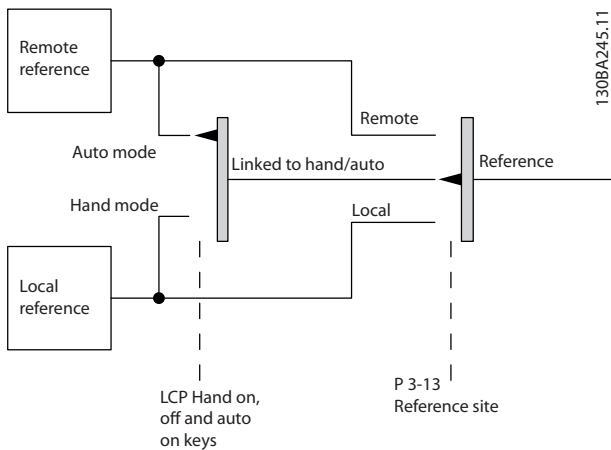 Remote
reference
130BA245.11
Remote
Auto mode
Linked to hand/auto
Reference
Hand mode
Local
Local
reference
LCP Hand on,
off and auto
on keys
P 3-13
Reference site